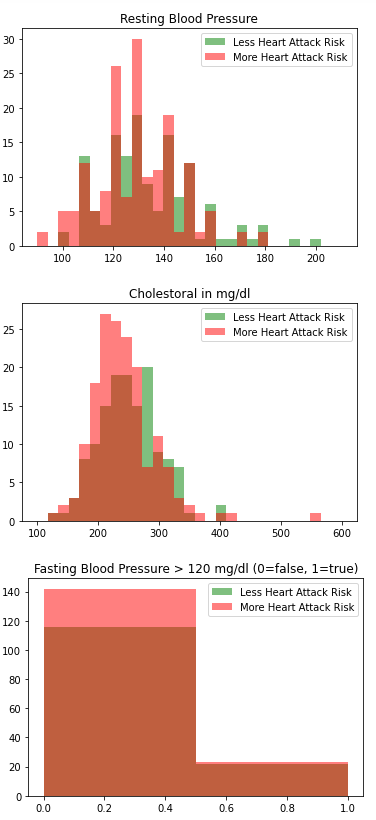 Resting Blood Pressure
30
25
20
15
10
5
0
Less Heart Attack Risk
More Heart Attack Risk
100 120 140 160 180 200
Cholestoral in mg/dl
25
20
15
10
5
0
Less Heart Attack Risk
More Heart Attack Risk
100 200 300 400 500 600
Fasting Blood Pressure > 120 mg/dl (0=false, 1=true)
140
120
100
80
60
40
20
0
Less Heart Attack Risk
More Heart Attack Risk
0.0 0.2 0.4 0.6 0.8 1.0